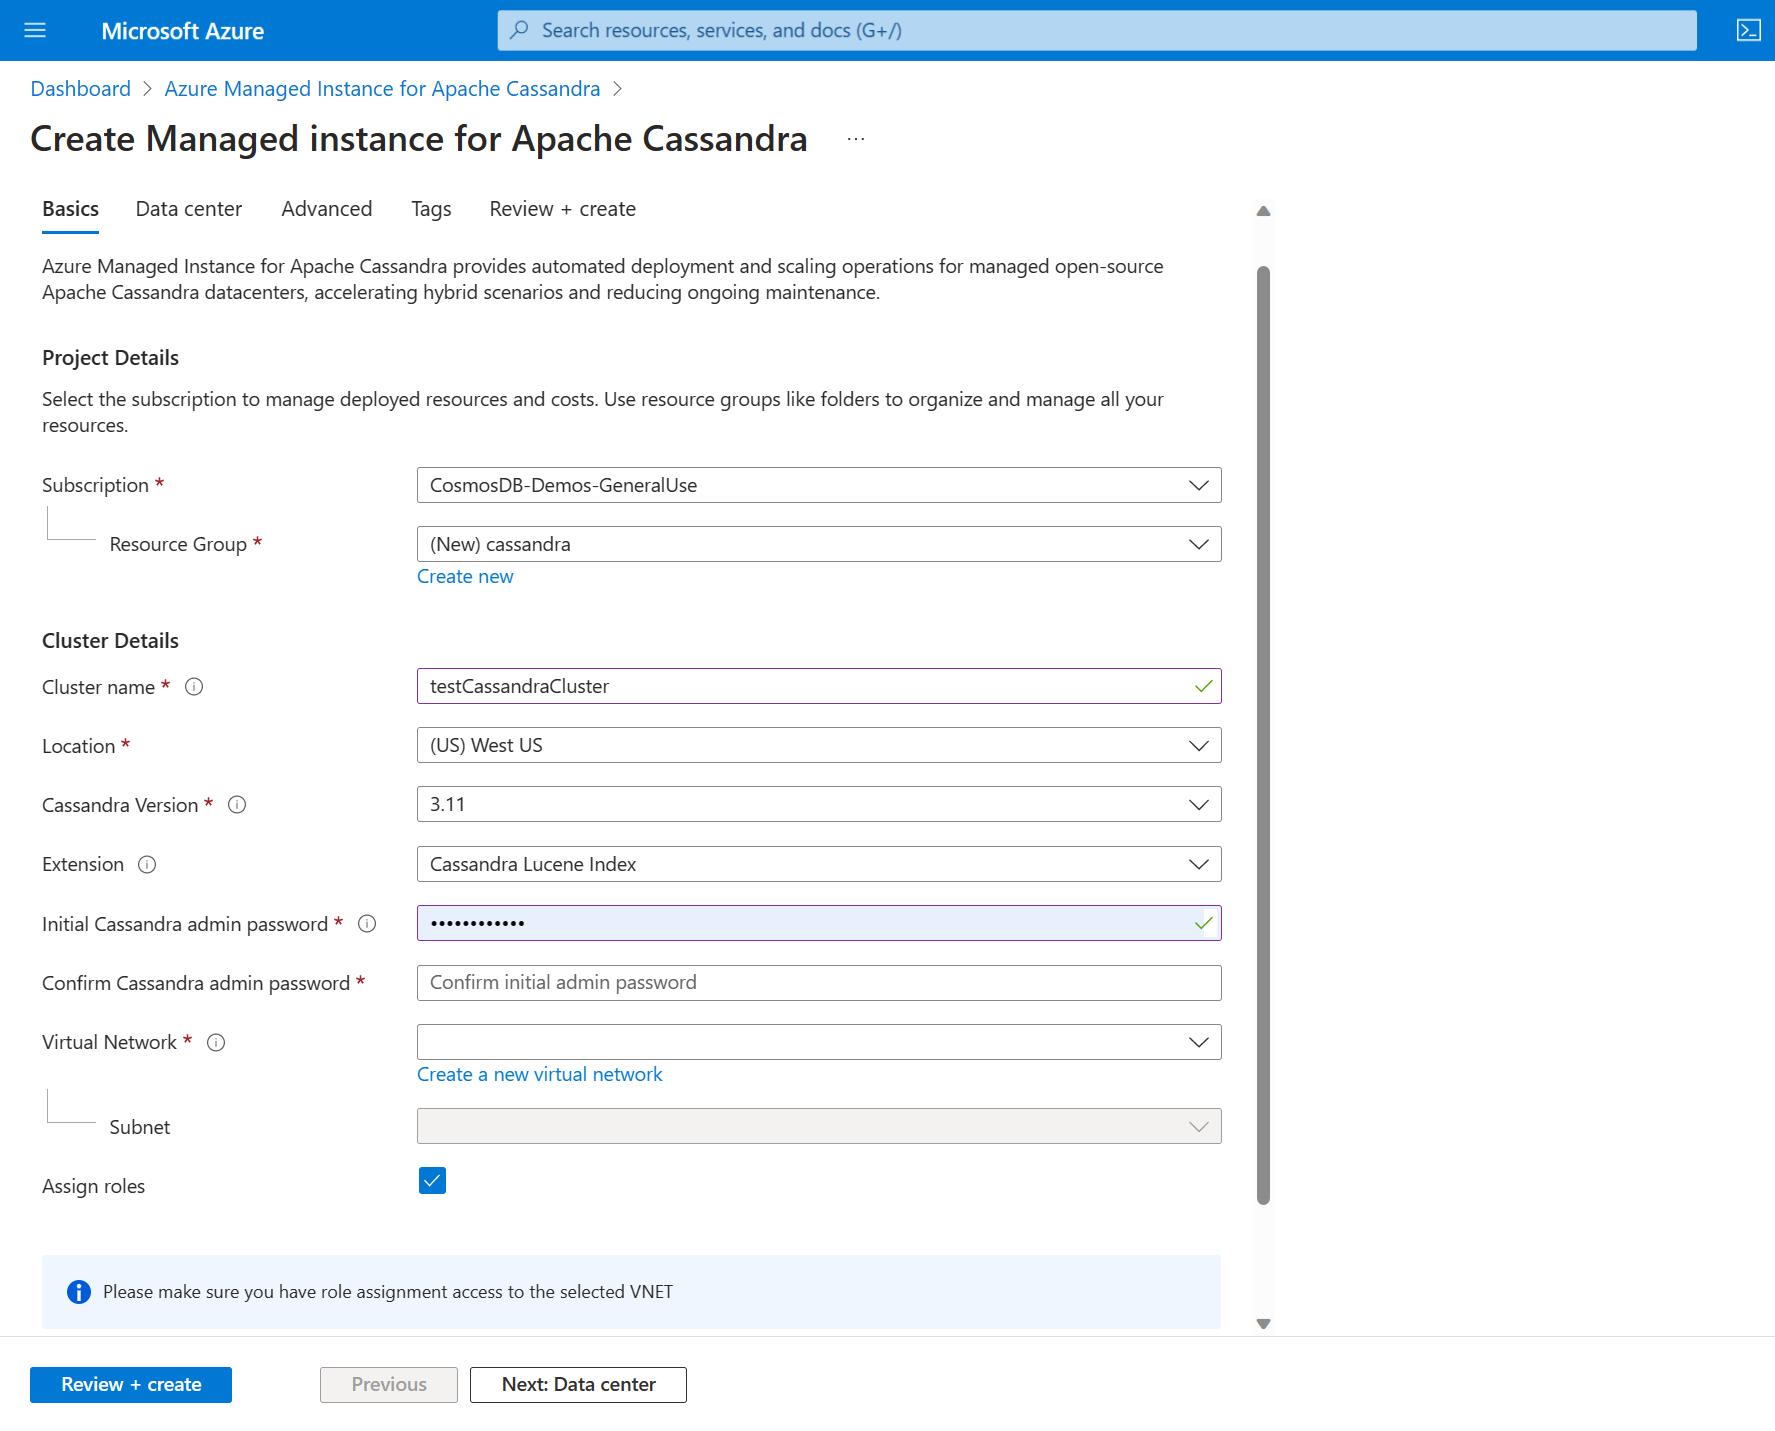 Microsoft Azure
Search resources, services, and docs (G+/)
Dashboard > Azure Managed Instance for Apache Cassandra >
Create Managed instance for Apache Cassandra ...
Basics Data center Advanced Tags Review + create
Azure Managed Instance for Apache Cassandra provides automated deployment and scaling operations for managed open-source
Apache Cassandra datacenters, accelerating hybrid scenarios and reducing ongoing maintenance.
Project Details
Select the subscription to manage deployed resources and costs. Use resource groups like folders to organize and manage all your
resources.
Subscription * CosmosDB-Demos-GeneralUse
Resource Group * (New) cassandra
Create new
Cluster Details
Cluster name * testCassandraCluster
Location * (US) West US
Cassandra Version * 3.11
Extension Cassandra Lucene Index
Initial Cassandra admin password * ••••••••••••
Confirm Cassandra admin password * Confirm initial admin password
Virtual Network *
Create a new virtual network
Subnet
Assign roles
Please make sure you have role assignment access to the selected VNET
Review + create Previous Next: Data center